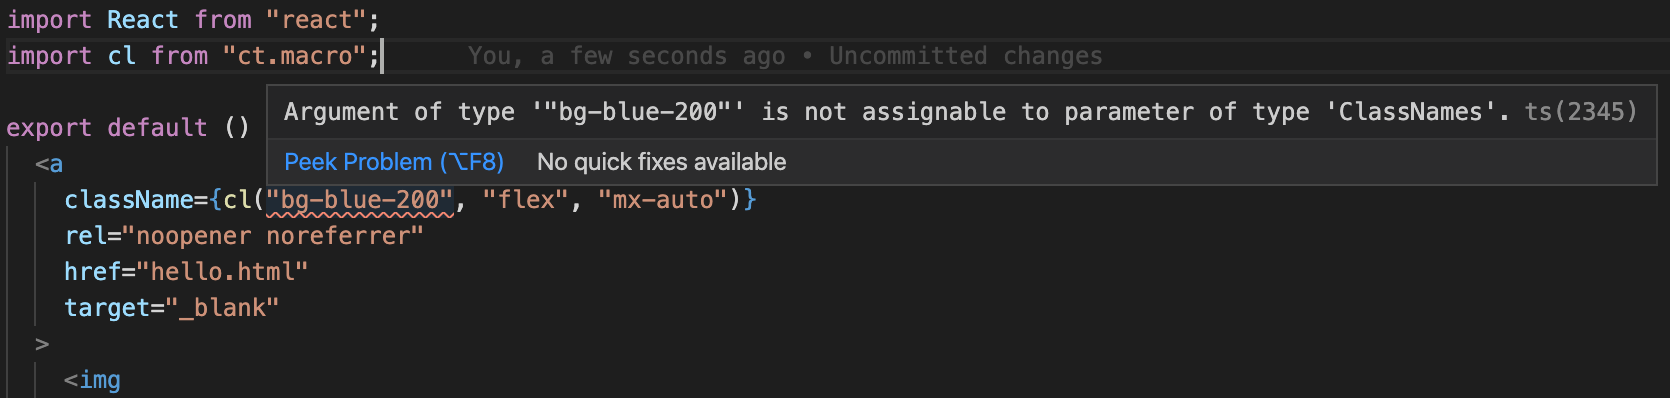 import React from "react";
import cl from "ct.macro"; You, a few seconds ago • Uncommitted changes
Argument of type '"bg-blue-200"' is not assignable to parameter of type 'ClassNames'. ts(2345)
export default ()
Peek Problem (⌥F8) No quick fixes available
<a
className={cl("bg-blue-200", "flex", "mx-auto")}
rel="noopener noreferrer"
href="hello.html"
target="_blank"
>
<img